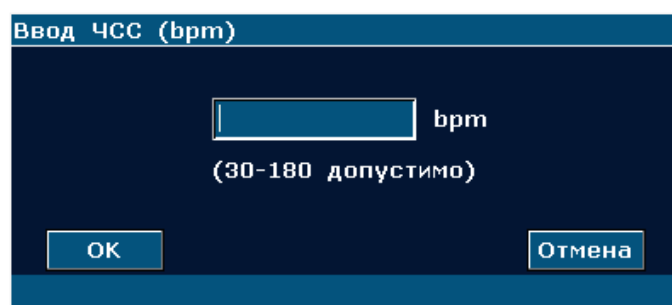 Ввод ЧСС (bpm)
bpm
(30-180 допустимо)
OK
Отмена